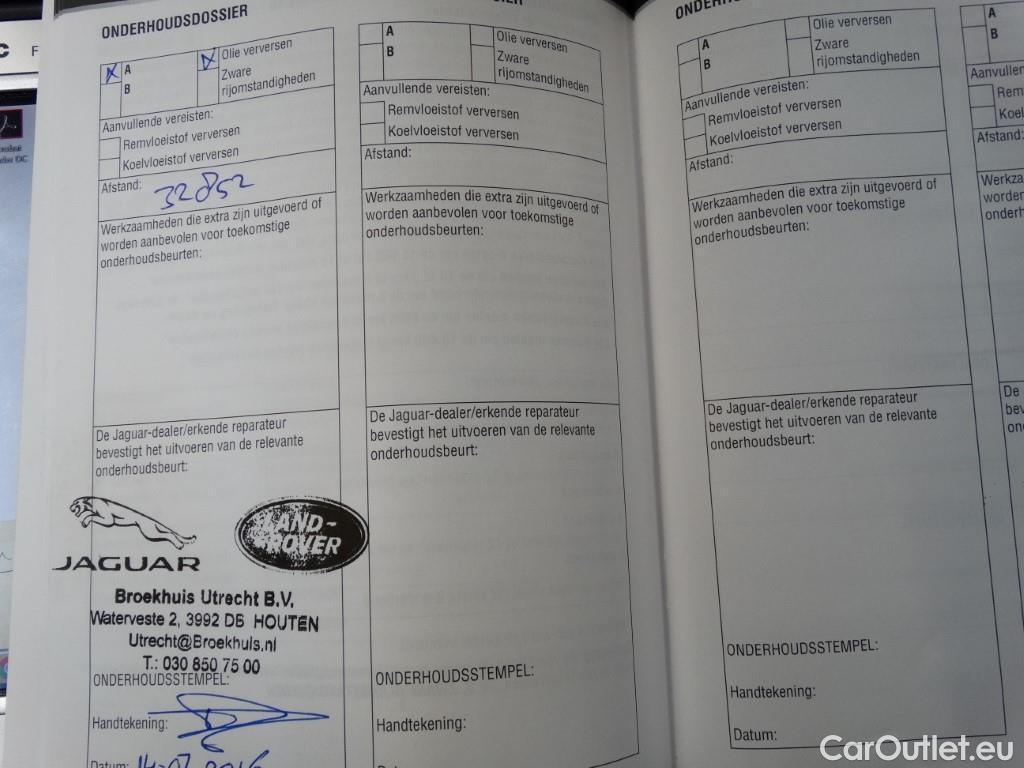 ONDERHOUDSDOSSIER
A
B
Olie verversen
Zware
rijomstandigheden
Aanvullende vereisten:
Remvloeistof verversen
Koelvloeistof verversen
Afstand:
32852
Werkzaamheden die extra zijn uitgevoerd of
worden aanbevolen voor toekomstige
onderhoudsbeurten:
De Jaguar-dealer/erkende reparateur
bevestigt het uitvoeren van de relevante
onderhoudsbeurt:
JAGUAR
LAND-
ROVER
Broekhuis Utrecht B.V.
Waterveste 2, 3992 DB HOUTEN
Utrecht@Broekhuis.nl
T.: 030 850 75 00
ONDERHOUDSSTEMPEL:
Handtekening:
Datum:
A
B
Olie verversen
Zware
rijomstandigheden
Aanvullende vereisten:
Remvloeistof verversen
Koelvloeistof verversen
Afstand:
Werkzaamheden die extra zijn uitgevoerd of
worden aanbevolen voor toekomstige
onderhoudsbeurten:
De Jaguar-dealer/erkende reparateur
bevestigt het uitvoeren van de relevante
onderhoudsbeurt:
ONDERHOUDSSTEMPEL:
Handtekening:
A
B
Olie verversen
Zware
rijomstandigheden
Aanvullende vereisten:
Remvloeistof verversen
Koelvloeistof verversen
Afstand:
Werkzaamheden die extra zijn uitgevoerd of
worden aanbevolen voor toekomstige
onderhoudsbeurten:
De Jaguar-dealer/erkende reparateur
bevestigt het uitvoeren van de relevante
onderhoudsbeurt:
ONDERHOUDSSTEMPEL:
Handtekening:
Datum:
A
B
Afstand:
De
CarOutlet.eu